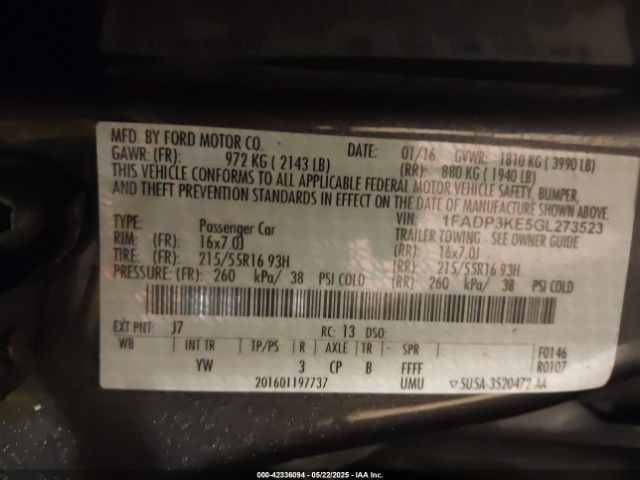 MFD. BY FORD MOTOR CO.
DATE: 01/16 GVWR: 1810 KG ( 3990 LB)
GAWR: (FR): 972 KG ( 2143 LB) (RR): 880 KG ( 1940 LB)
THIS VEHICLE CONFORMS TO ALL APPLICABLE FEDERAL MOTOR VEHICLE SAFETY, BUMPER,
AND THEFT PREVENTION STANDARDS IN EFFECT ON THE DATE OF MANUFACTURE SHOWN ABOVE.
VIN: 1FADP3KE5GL273523
TYPE: Passenger Car TRAILER TOWING - SEE OWNER GUIDE
RIM: (FR): 16x7.0J (RR): 16x7.0J
TIRE: (FR): 215/55R16 93H (RR): 215/55R16 93H
PRESSURE: (FR): 260 kPa/ 38 PSI COLD (RR): 260 kPa/ 38 PSI COLD
EXT PNT: J7 RC: 13 DSO:
WB INT TR TP/PS R AXLE TR SPR F0146
YW 3 CP B FFFF R0107
201601197737 UMU 5USA-3520472-AA
000-42336094 - 05/22/2025 - IAAI.COM